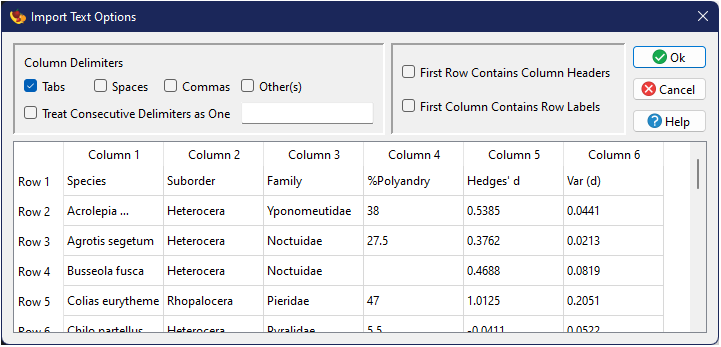 Import Text Options
Column Delimiters
Tabs Spaces Commas Other(s)
Treat Consecutive Delimiters as One
First Row Contains Column Headers
First Column Contains Row Labels
Ok
Cancel
Help
Column 1 Column 2 Column 3 Column 4 Column 5 Column 6
Row 1 Species Suborder Family %Polyandry Hedges' d Var (d)
Row 2 Acrolepia ... Heterocera Yponomeutidae 38 0.5385 0.0441
Row 3 Agrotis segetum Heterocera Noctuidae 27.5 0.3762 0.0213
Row 4 Busseola fusca Heterocera Noctuidae 0.4688 0.0819
Row 5 Colias eurytheme Rhopalocera Pieridae 47 1.0125 0.2051
Row 6 Chilo partellus Heterocera Pyralidae 5.5 -0.0411 0.0522